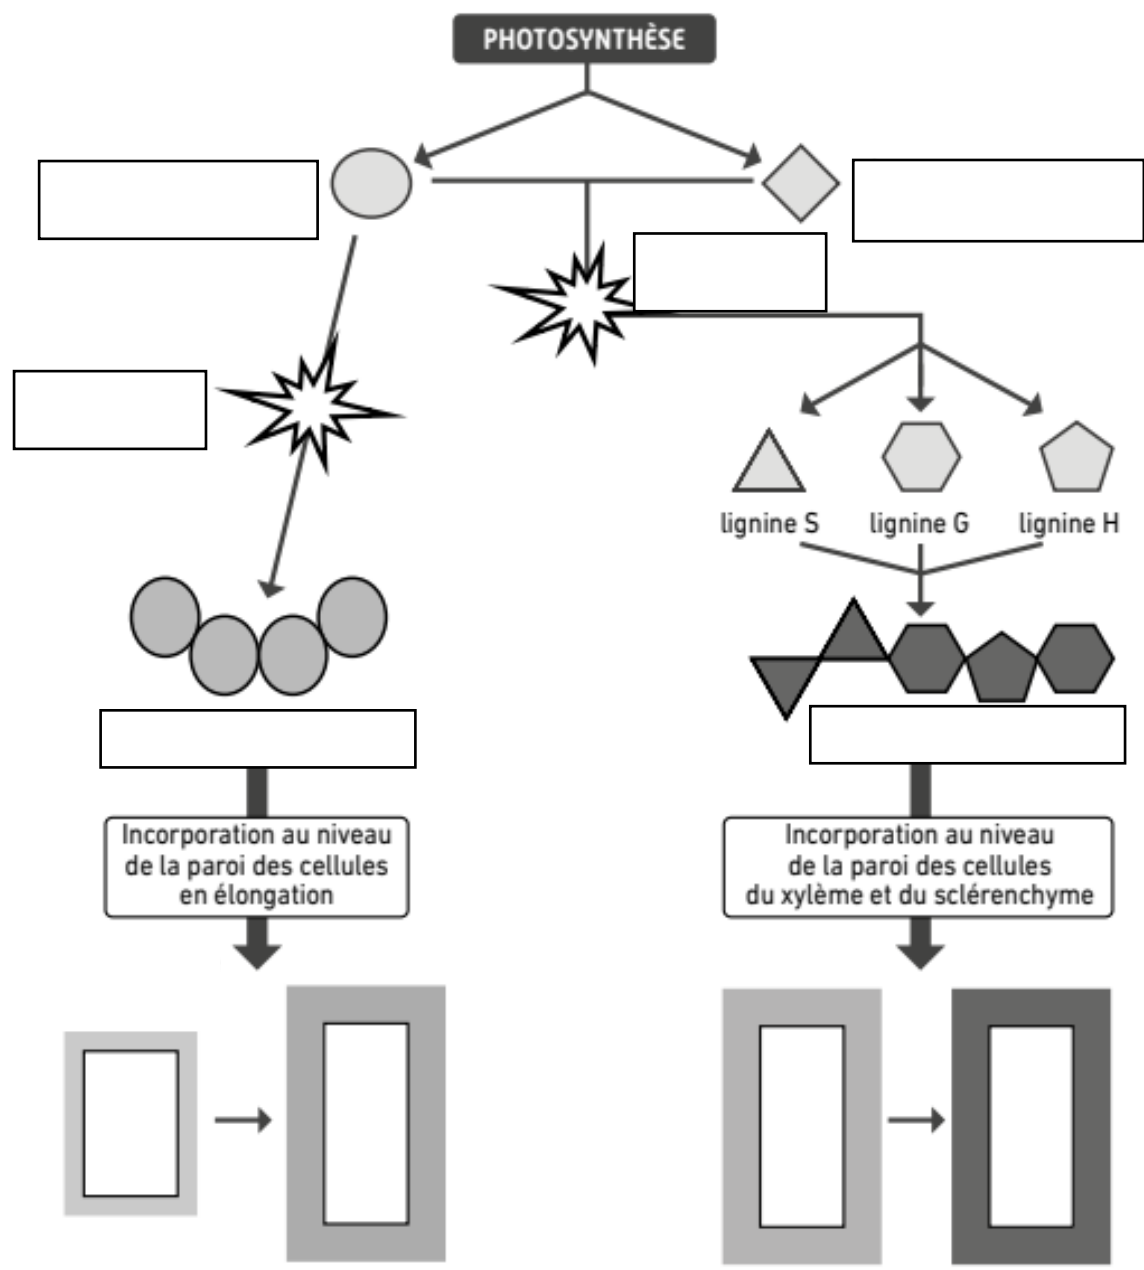 PHOTOSYNTHÈSE
lignine S
lignine G
lignine H
Incorporation au niveau
de la paroi des cellules
en élongation
Incorporation au niveau
de la paroi des cellules
du xylème et du sclérenchyme